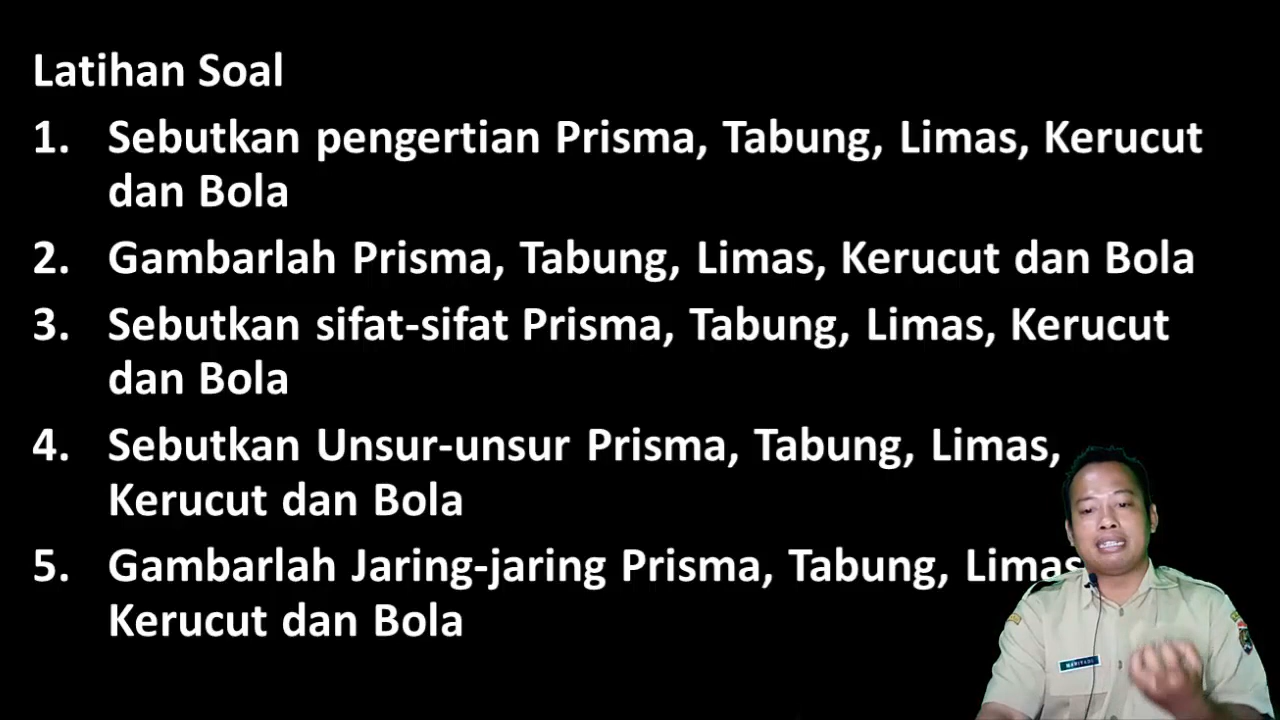 Latihan Soal
1. Sebutkan pengertian Prisma, Tabung, Limas, Kerucut
dan Bola
2. Gambarlah Prisma, Tabung, Limas, Kerucut dan Bola
3. Sebutkan sifat-sifat Prisma, Tabung, Limas, Kerucut
dan Bola
4. Sebutkan Unsur-unsur Prisma, Tabung, Limas,
Kerucut dan Bola
5. Gambarlah Jaring-jaring Prisma, Tabung, Limas
Kerucut dan Bola